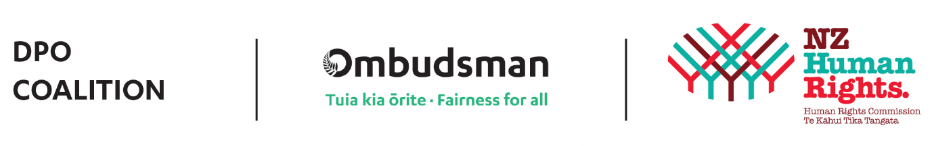 DPO
COALITION
Ombudsman
Tuia kia ōrite · Fairness for all
NZ
Human
Rights.
Human Rights Commission
Te Kāhui Tika Tangata